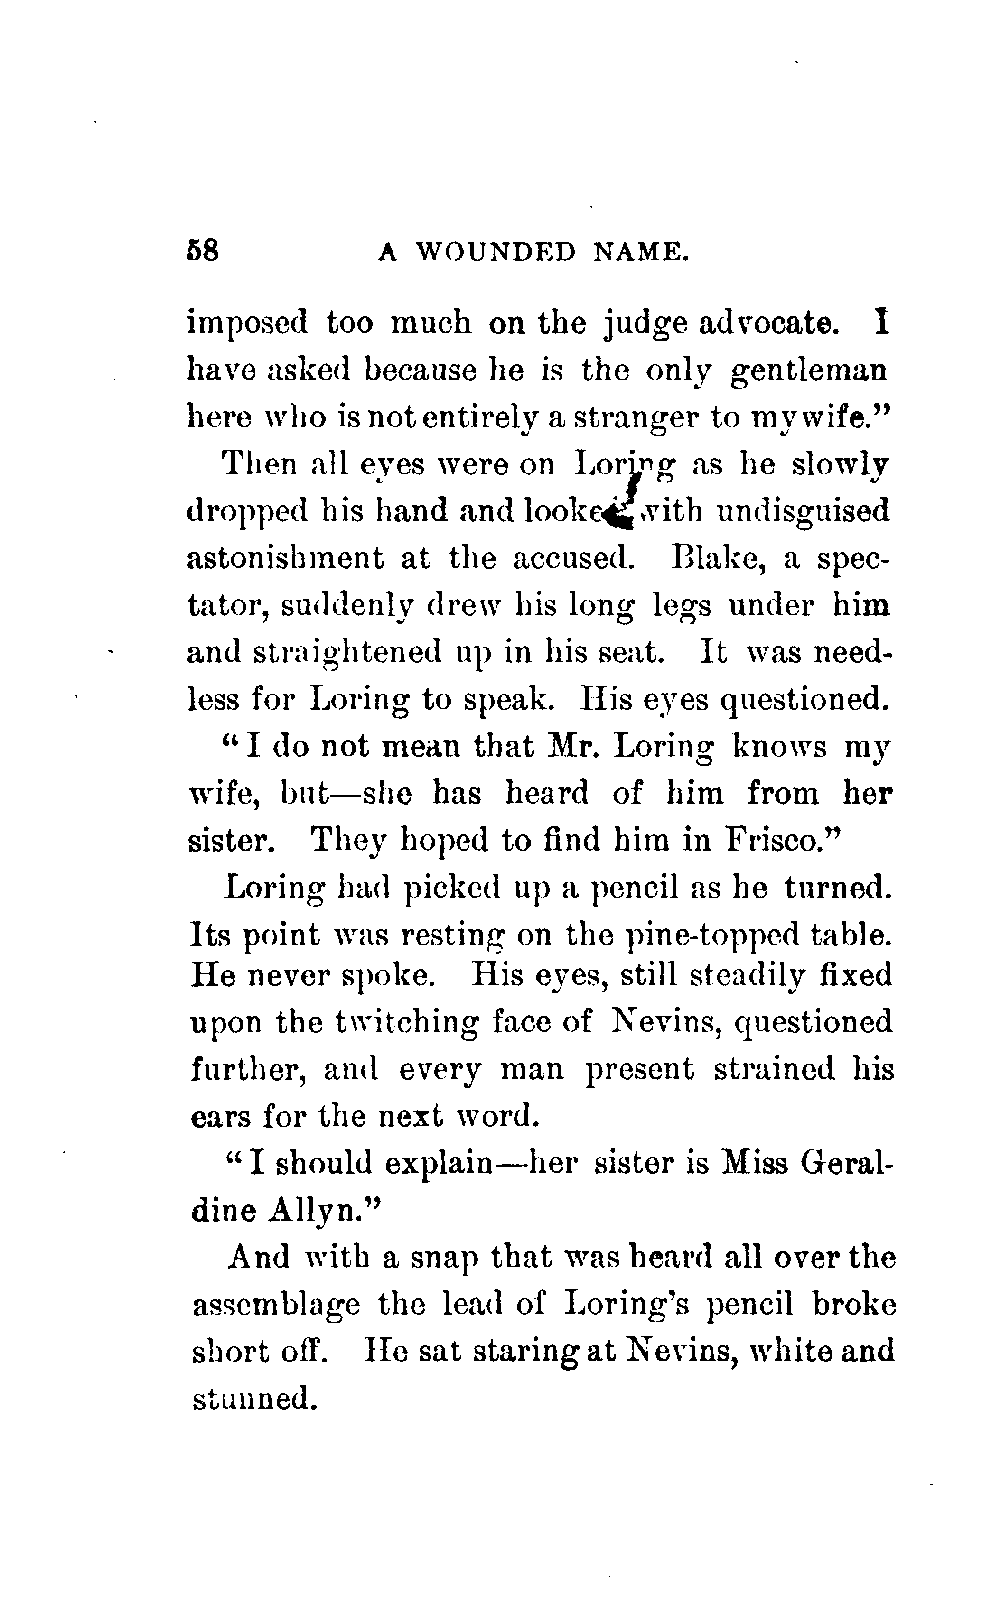 58 A WOUNDED NAME.
imposed too much on the judge advocate. I
have asked because he is the only gentleman
here who is not entirely a stranger to my wife.”
Then all eyes were on Loring as he slowly
dropped his hand and looked with undisguised
astonishment at the accused. Blake, a spec-
tator, suddenly drew his long legs under him
and straightened up in his seat. It was need-
less for Loring to speak. His eyes questioned.
“I do not mean that Mr. Loring knows my
wife, but—she has heard of him from her
sister. They hoped to find him in Frisco.”
Loring had picked up a pencil as he turned.
Its point was resting on the pine-topped table.
He never spoke. His eyes, still steadily fixed
upon the twitching face of Nevins, questioned
further, and every man present strained his
ears for the next word.
“I should explain—her sister is Miss Geral-
dine Allyn.”
And with a snap that was heard all over the
assemblage the lead of Loring’s pencil broke
short off. He sat staring at Nevins, white and
stunned.